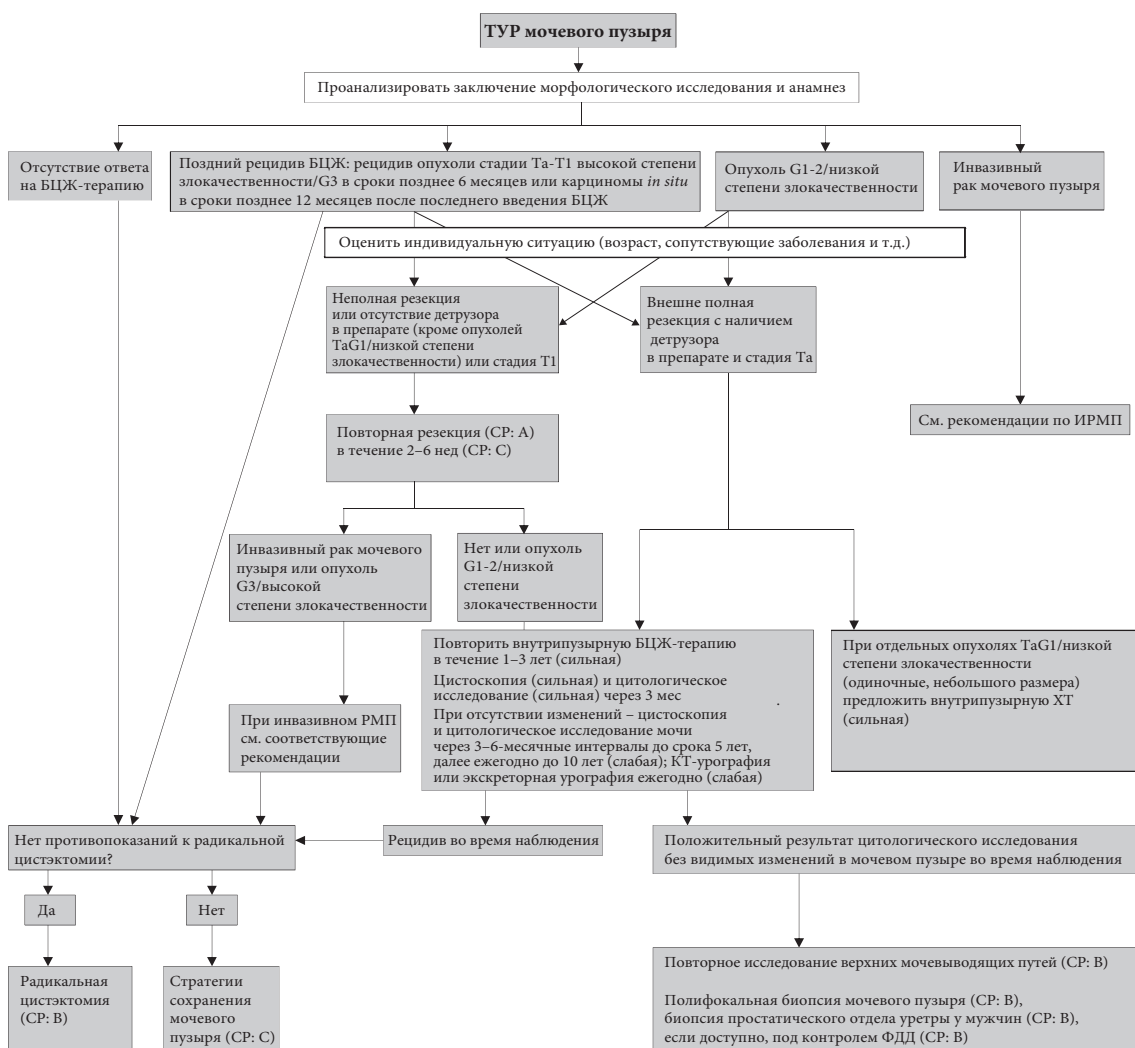 ТУР мочевого пузыря
Проанализировать заключение морфологического исследования и анамнез
Отсутствие ответа
на БЦЖ-терапию
Поздний рецидив БЦЖ: рецидив опухоли стадии Ta-T1 высокой степени
злокачественности/G3 в сроки позднее 6 месяцев или карциномы in situ
в сроки позднее 12 месяцев после последнего введения БЦЖ
Опухоль G1-2/низкой
степени злокачественности
Инвазивный
рак мочевого пузыря
Оценить индивидуальную ситуацию (возраст, сопутствующие заболевания и т.д.)
Неполная резекция
или отсутствие детрузора
в препарате (кроме опухолей
TaG1/низкой степени
злокачественности) или стадия T1
Внешне полная
резекция с наличием
детрузора
в препарате и стадия Ta
См. рекомендации по ИРМП
Повторная резекция (СР: A)
в течение 2–6 нед (СР: C)
Инвазивный рак мочевого
пузыря или опухоль
G3/высокой
степени злокачественности
Нет или опухоль
G1-2/низкой
степени
злокачественности
Повторить внутрипузырную БЦЖ-терапию
в течение 1–3 лет (сильная)
Цистоскопия (сильная) и цитологическое
исследование (сильная) через 3 мес
При отсутствии изменений – цистоскопия
и цитологическое исследование мочи
через 3–6-месячные интервалы до срока 5 лет,
далее ежегодно до 10 лет (слабая); КТ-урография
или экскреторная урография ежегодно (слабая)
При отдельных опухолях TaG1/низкой
степени злокачественности
(одиночные, небольшого размера)
предложить внутрипузырную ХТ
(сильная)
При инвазивном РМП
см. соответствующие
рекомендации
Нет противопоказаний к радикальной
цистэктомии?
Рецидив во время наблюдения
Положительный результат цитологического исследования
без видимых изменений в мочевом пузыре во время наблюдения
Да
Нет
Радикальная
цистэктомия
(СР: B)
Стратегии
сохранения
мочевого
пузыря (СР: C)
Повторное исследование верхних мочевыводящих путей (СР: B)
Полифокальная биопсия мочевого пузыря (СР: B),
биопсия простатического отдела уретры у мужчин (СР: B),
если доступно, под контролем ФДД (СР: B)